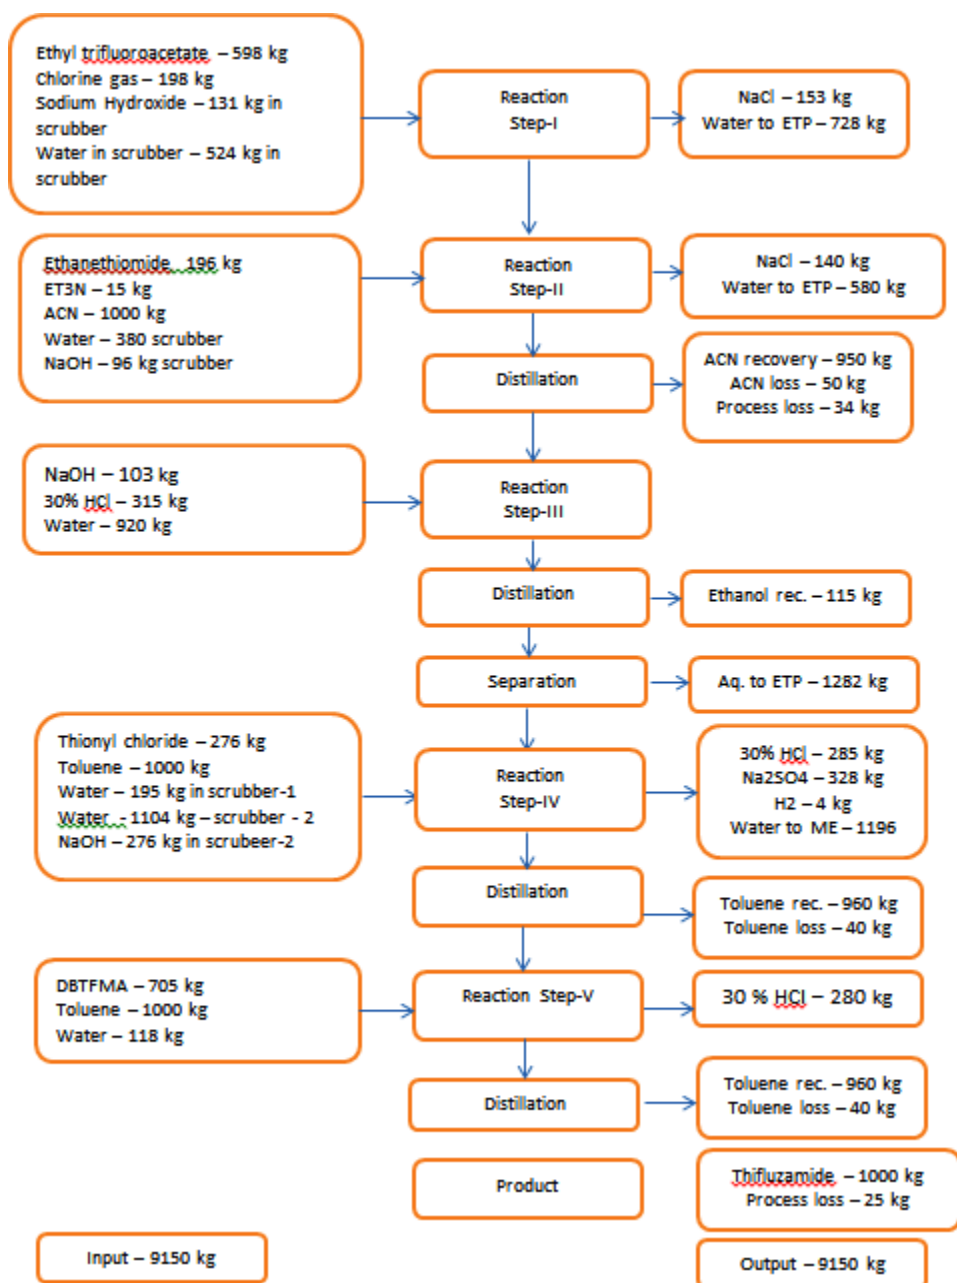 Ethyl trifluoroacetate – 598 kg
Chlorine gas – 198 kg
Sodium Hydroxide – 131 kg in
scrubber
Water in scrubber – 524 kg in
scrubber
Reaction
Step-I
NaCl – 153 kg
Water to ETP – 728 kg
Ethanethiomide 196 kg
ET3N – 15 kg
ACN – 1000 kg
Water – 380 scrubber
NaOH – 96 kg scrubber
Reaction
Step-II
NaCl – 140 kg
Water to ETP – 580 kg
Distillation
ACN recovery – 950 kg
ACN loss – 50 kg
Process loss – 34 kg
NaOH – 103 kg
30% HCl – 315 kg
Water – 920 kg
Reaction
Step-III
Distillation
Ethanol rec. – 115 kg
Separation
Aq. to ETP – 1282 kg
Thionyl chloride – 276 kg
Toluene – 1000 kg
Water – 195 kg in scrubber-1
Water - 1104 kg – scrubber - 2
NaOH – 276 kg in scrubeer-2
Reaction
Step-IV
30% HCl – 285 kg
Na2SO4 – 328 kg
H2 – 4 kg
Water to ME – 1196
Distillation
Toluene rec. – 960 kg
Toluene loss – 40 kg
DBTFMA – 705 kg
Toluene – 1000 kg
Water – 118 kg
Reaction Step-V
30 % HCl – 280 kg
Distillation
Toluene rec. – 960 kg
Toluene loss – 40 kg
Product
Thifluzamide – 1000 kg
Process loss – 25 kg
Input – 9150 kg
Output – 9150 kg